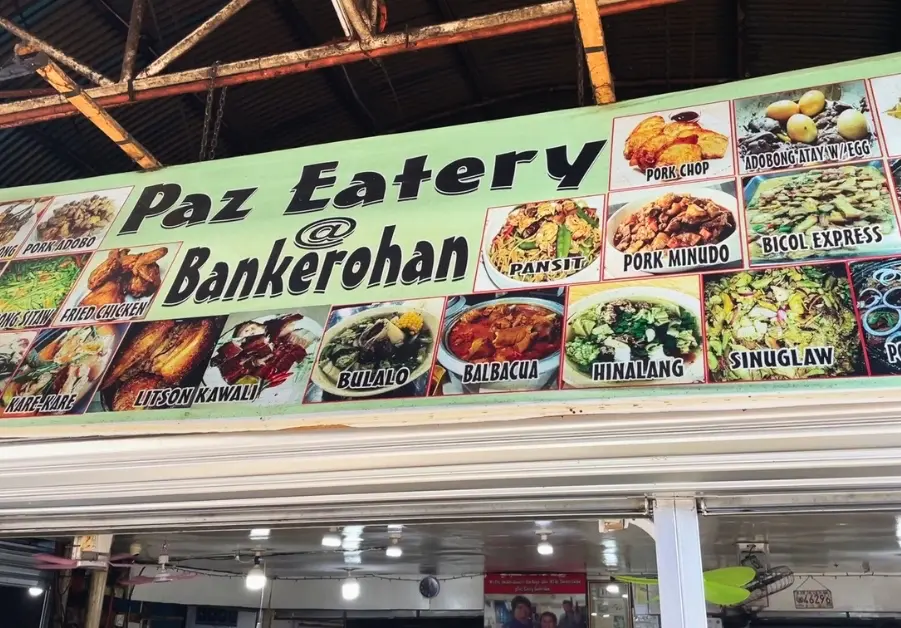 Paz Eatery
@
Bankerohan
PORK ADOBO
FRIED CHICKEN
KARE-KARE
LITSON KAWALI
BULALO
BALBACUA
HINALANG
SINUGLAW
PANSIT
PORK MINUDO
BICOL EXPRESS
PORK CHOP
ADOBONG ATAY W/EGG
46296